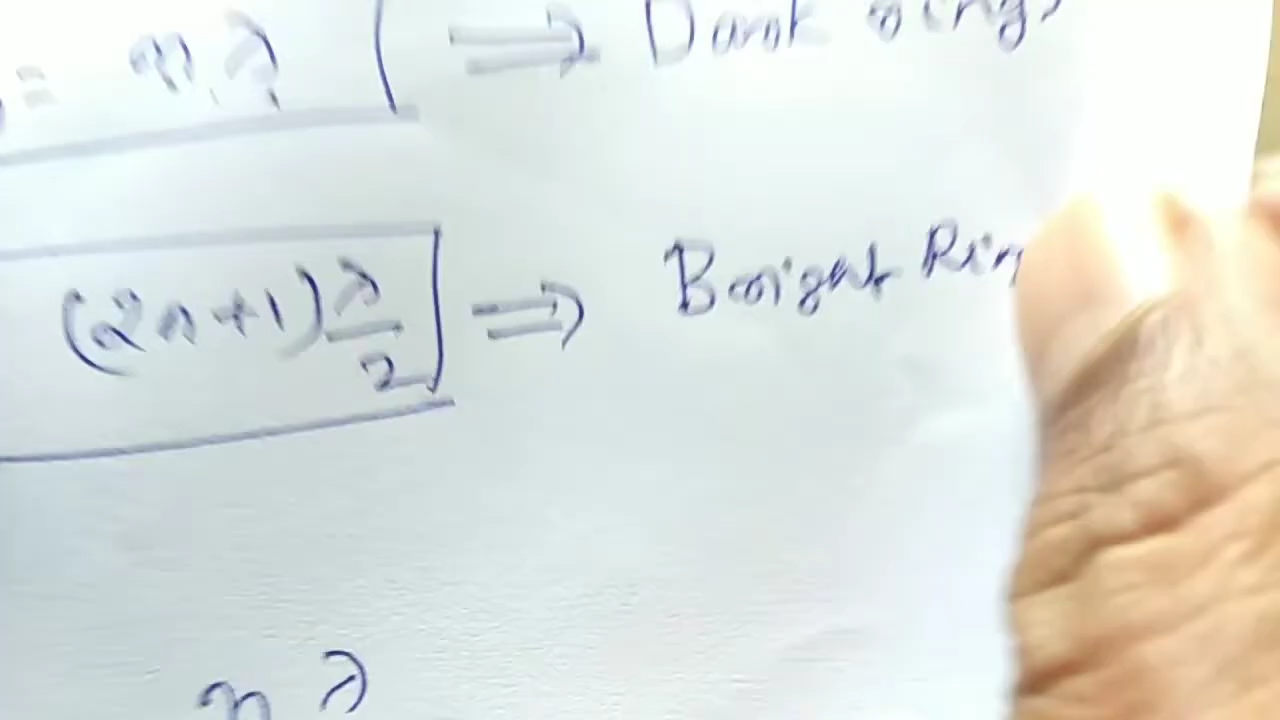 = nλ ⇒ Dark rings
(2n+1) λ/2 ⇒ Bright Rin
nλ